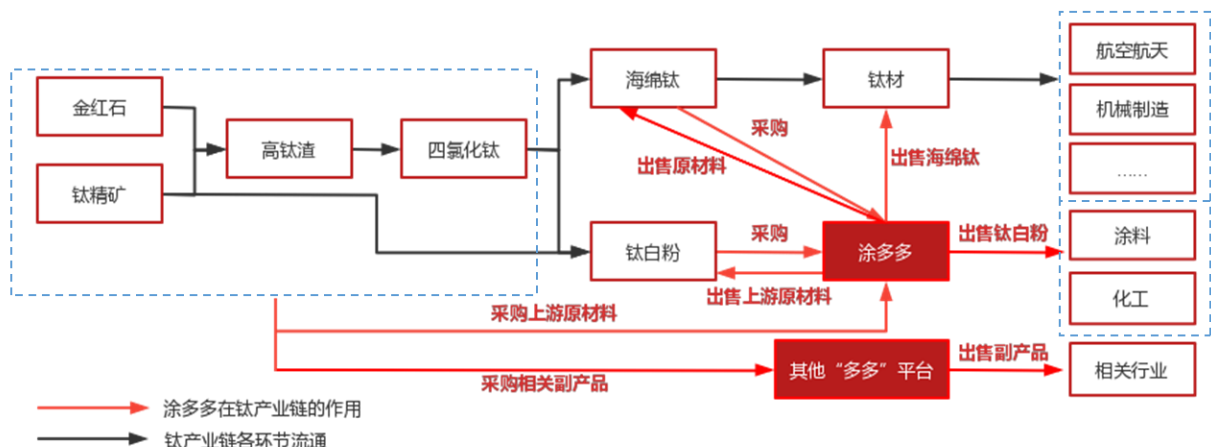 航空航天
海绵钛
钛材
金红石
机械制造
采购
高钛渣
四氯化钛
出售原材料
出售海绵钛
……
钛精矿
采购
出售钛白粉
涂料
钛白粉
涂多多
出售上游原材料
化工
采购上游原材料
出售副产品
采购相关副产品
其他“多多”平台
相关行业
涂多多在钛产业链的作用
钛产业链各环节流通